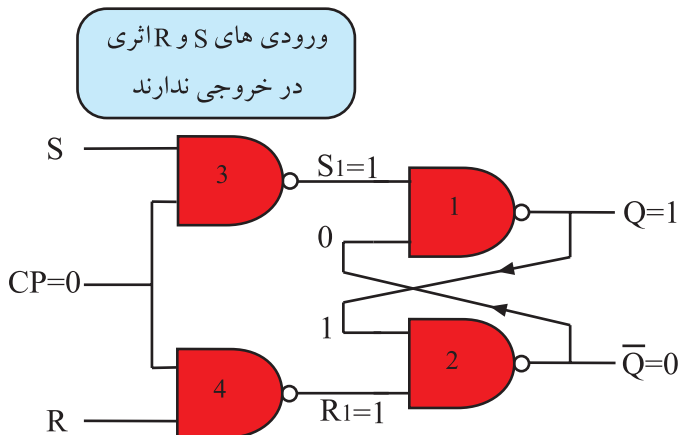 ورودی های S و R اثری
در خروجی ندارند
S
3
S1=1
1
Q=1
0
CP=0
1
2
Q̅=0
4
R1=1
R